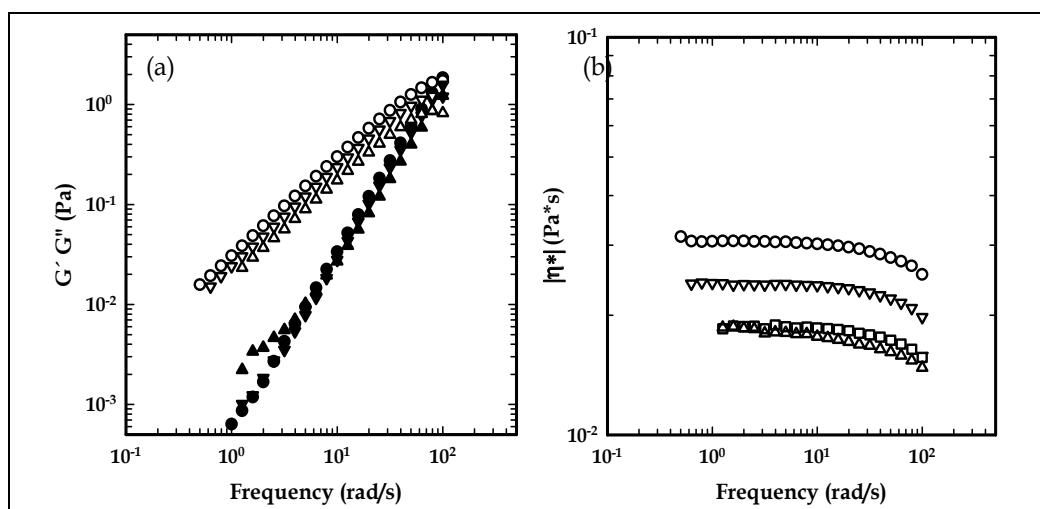 (a)
10⁰
10⁻¹
10⁻²
10⁻³
G´ G" (Pa)
10⁻¹ 10⁰ 10¹ 10²
Frequency (rad/s)
(b)
10⁻¹
|η*| (Pa*s)
10⁻²
10⁻¹ 10⁰ 10¹ 10²
Frequency (rad/s)